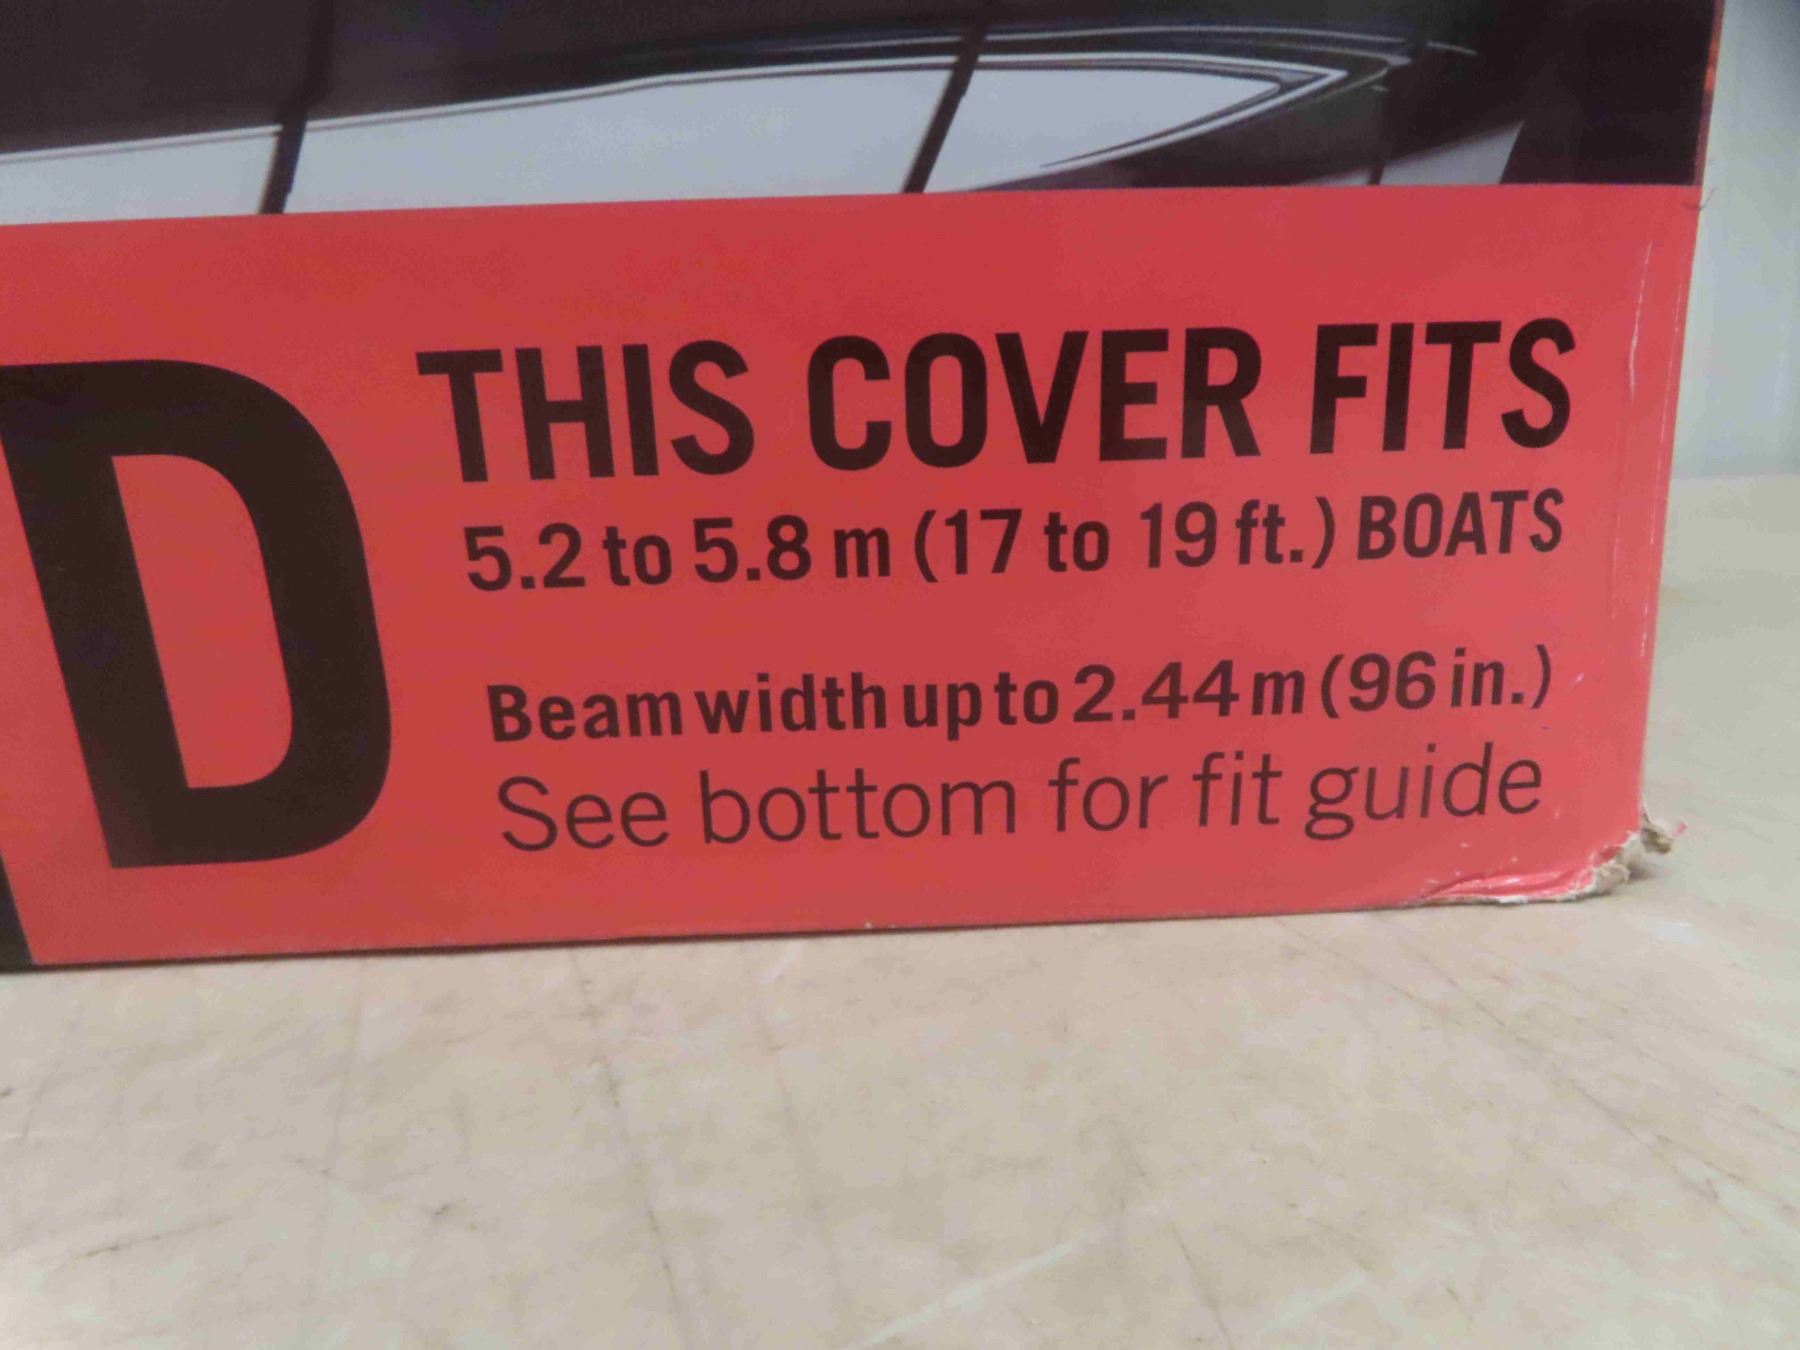 D
THIS COVER FITS
5.2 to 5.8 m (17 to 19 ft.) BOATS
Beam width up to 2.44 m (96 in.)
See bottom for fit guide